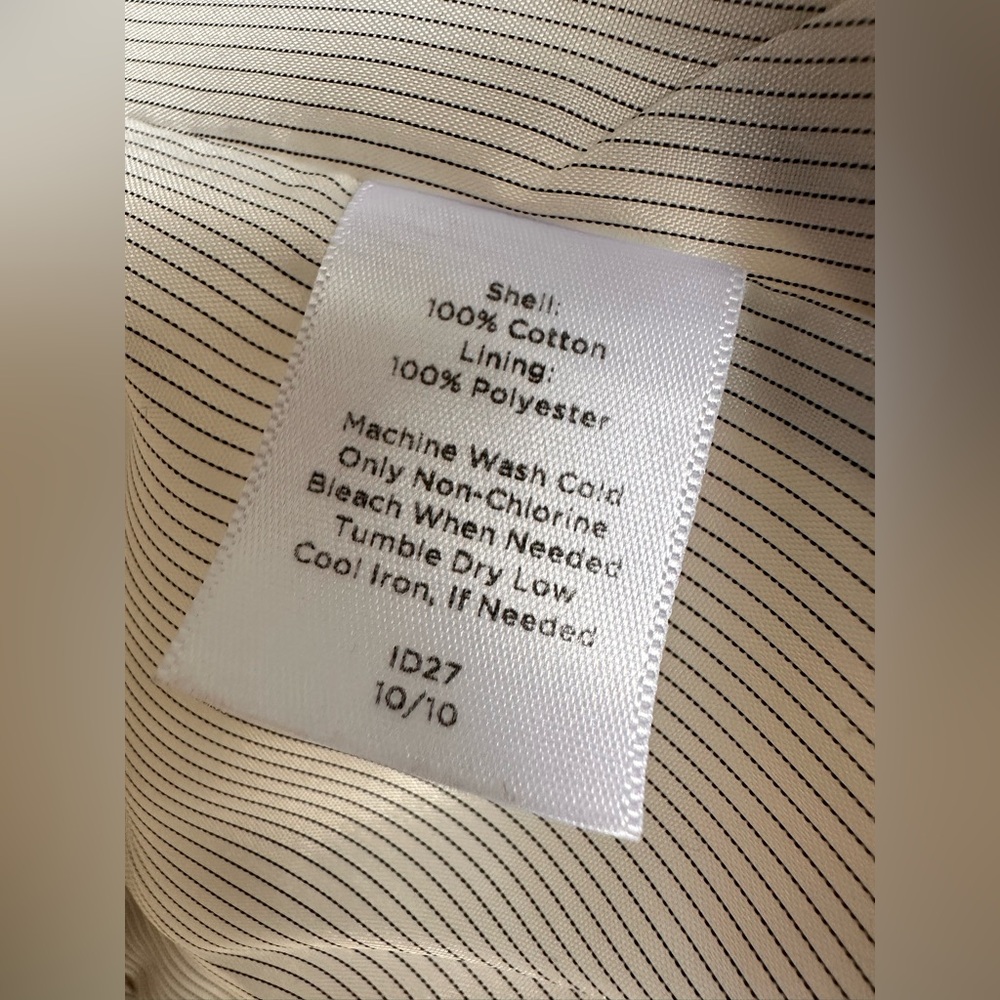 Shell:
100% Cotton
Lining:
100% Polyester
Machine Wash Cold
Only Non-Chlorine
Bleach When Needed
Tumble Dry Low
Cool Iron, If Needed
ID27
10/10